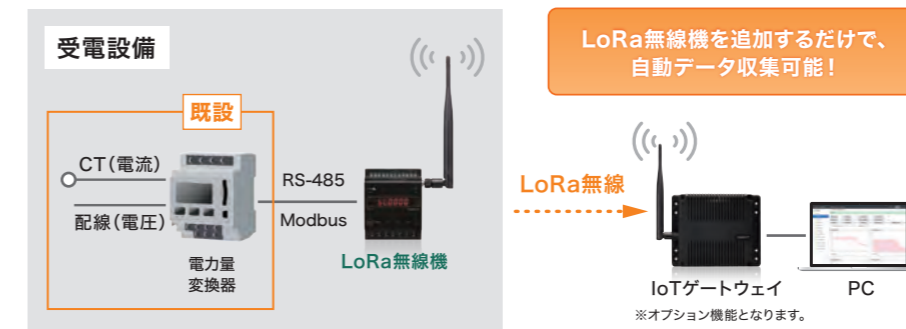 受電設備
LoRa無線機を追加するだけで、
自動データ収集可能！
既設
CT（電流）
配線（電圧）
電力量
変換器
RS-485
Modbus
LoRa無線機
LoRa無線
IoTゲートウェイ
PC
※オプション機能となります。